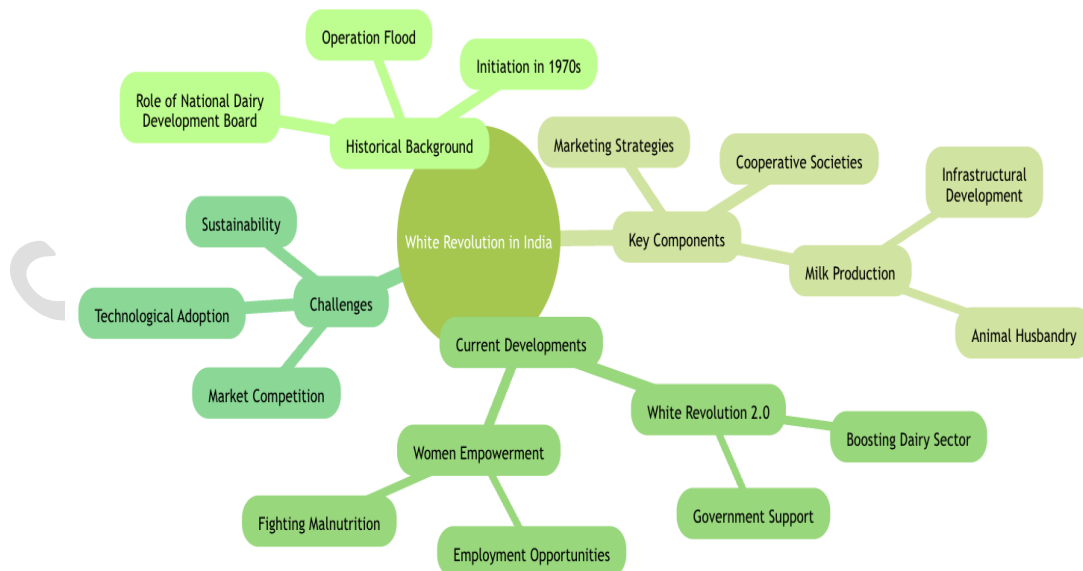 Operation Flood
Initiation in 1970s
Role of National Dairy
Development Board
Historical Background
White Revolution in India
Marketing Strategies
Cooperative Societies
Infrastructural
Development
Key Components
Milk Production
Animal Husbandry
Sustainability
Challenges
Technological Adoption
Market Competition
Current Developments
White Revolution 2.0
Boosting Dairy Sector
Government Support
Women Empowerment
Fighting Malnutrition
Employment Opportunities